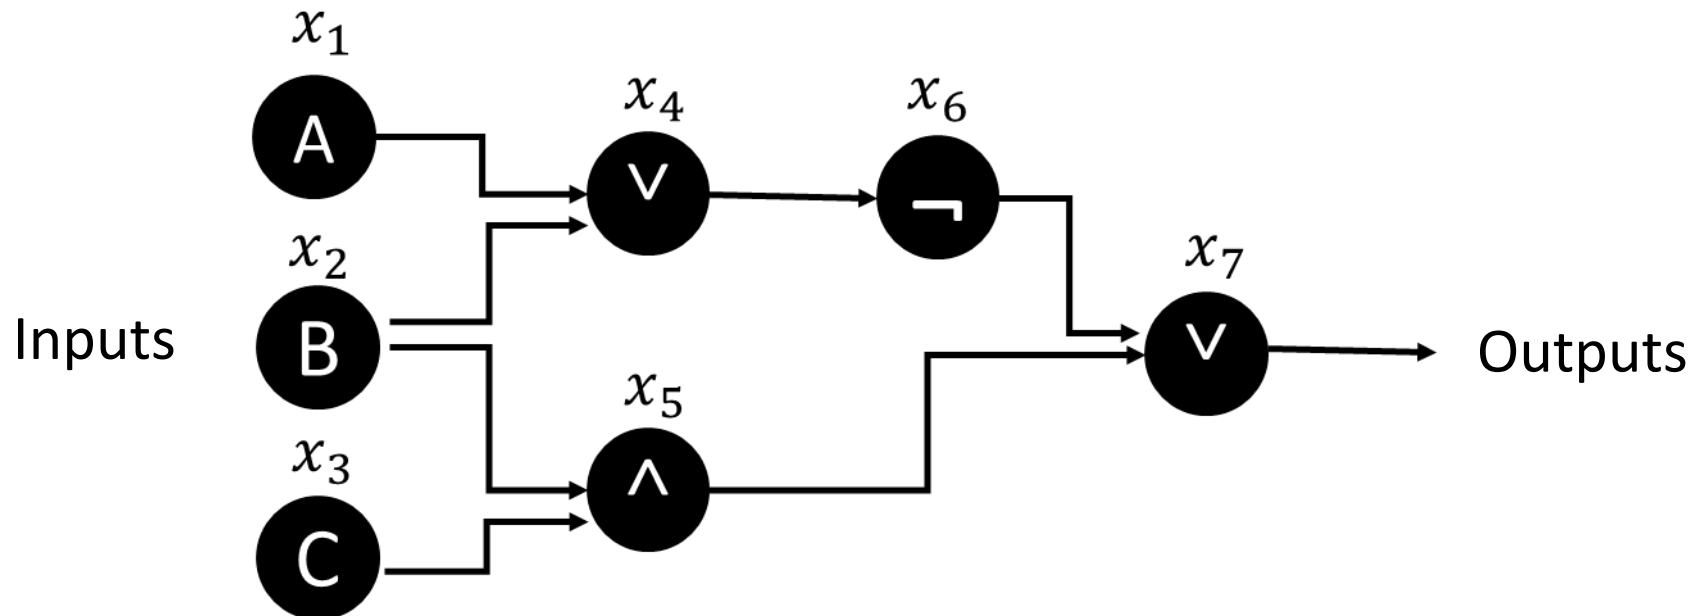 x₁
A
x₄
∨
x₆
¬
x₂
B
x₇
∨
Inputs
Outputs
x₅
∧
x₃
C